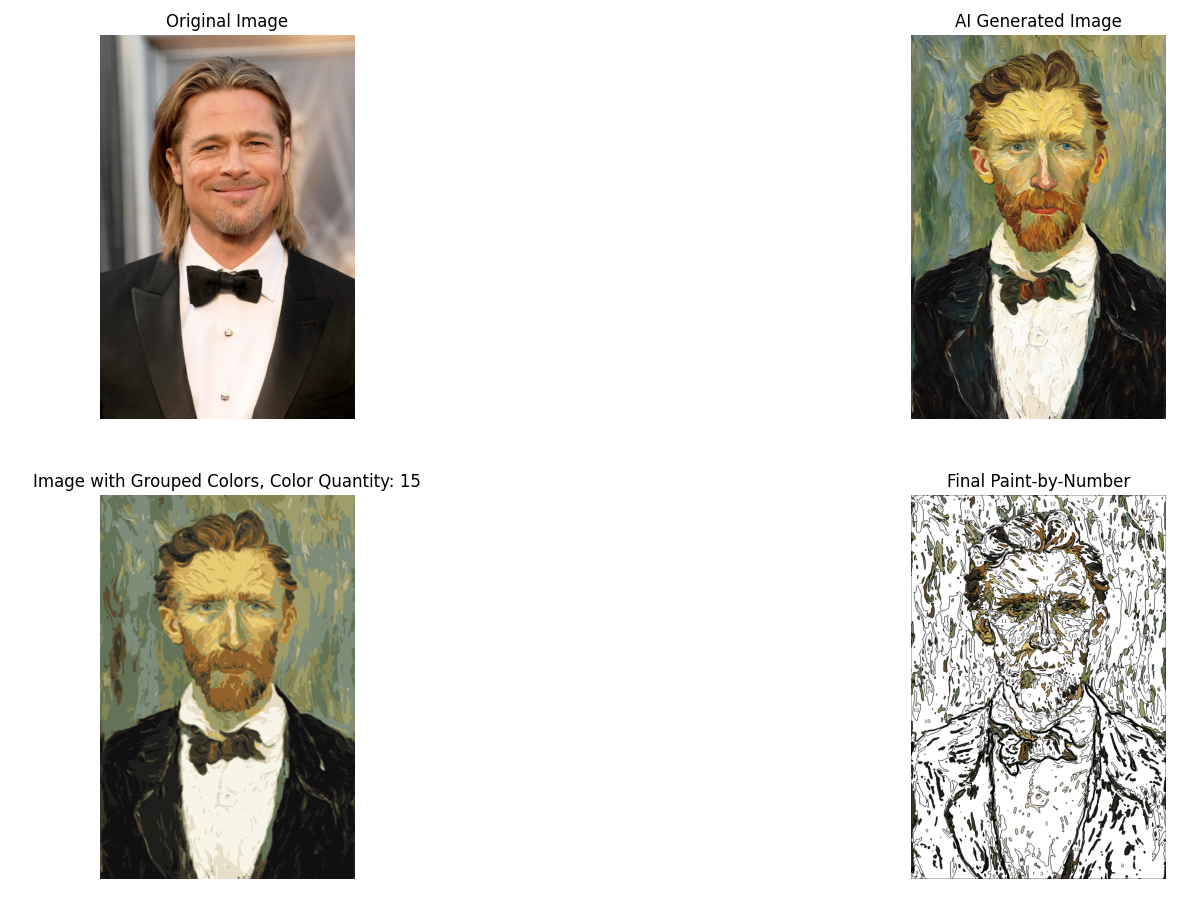 Original Image
AI Generated Image
Image with Grouped Colors, Color Quantity: 15
Final Paint-by-Number